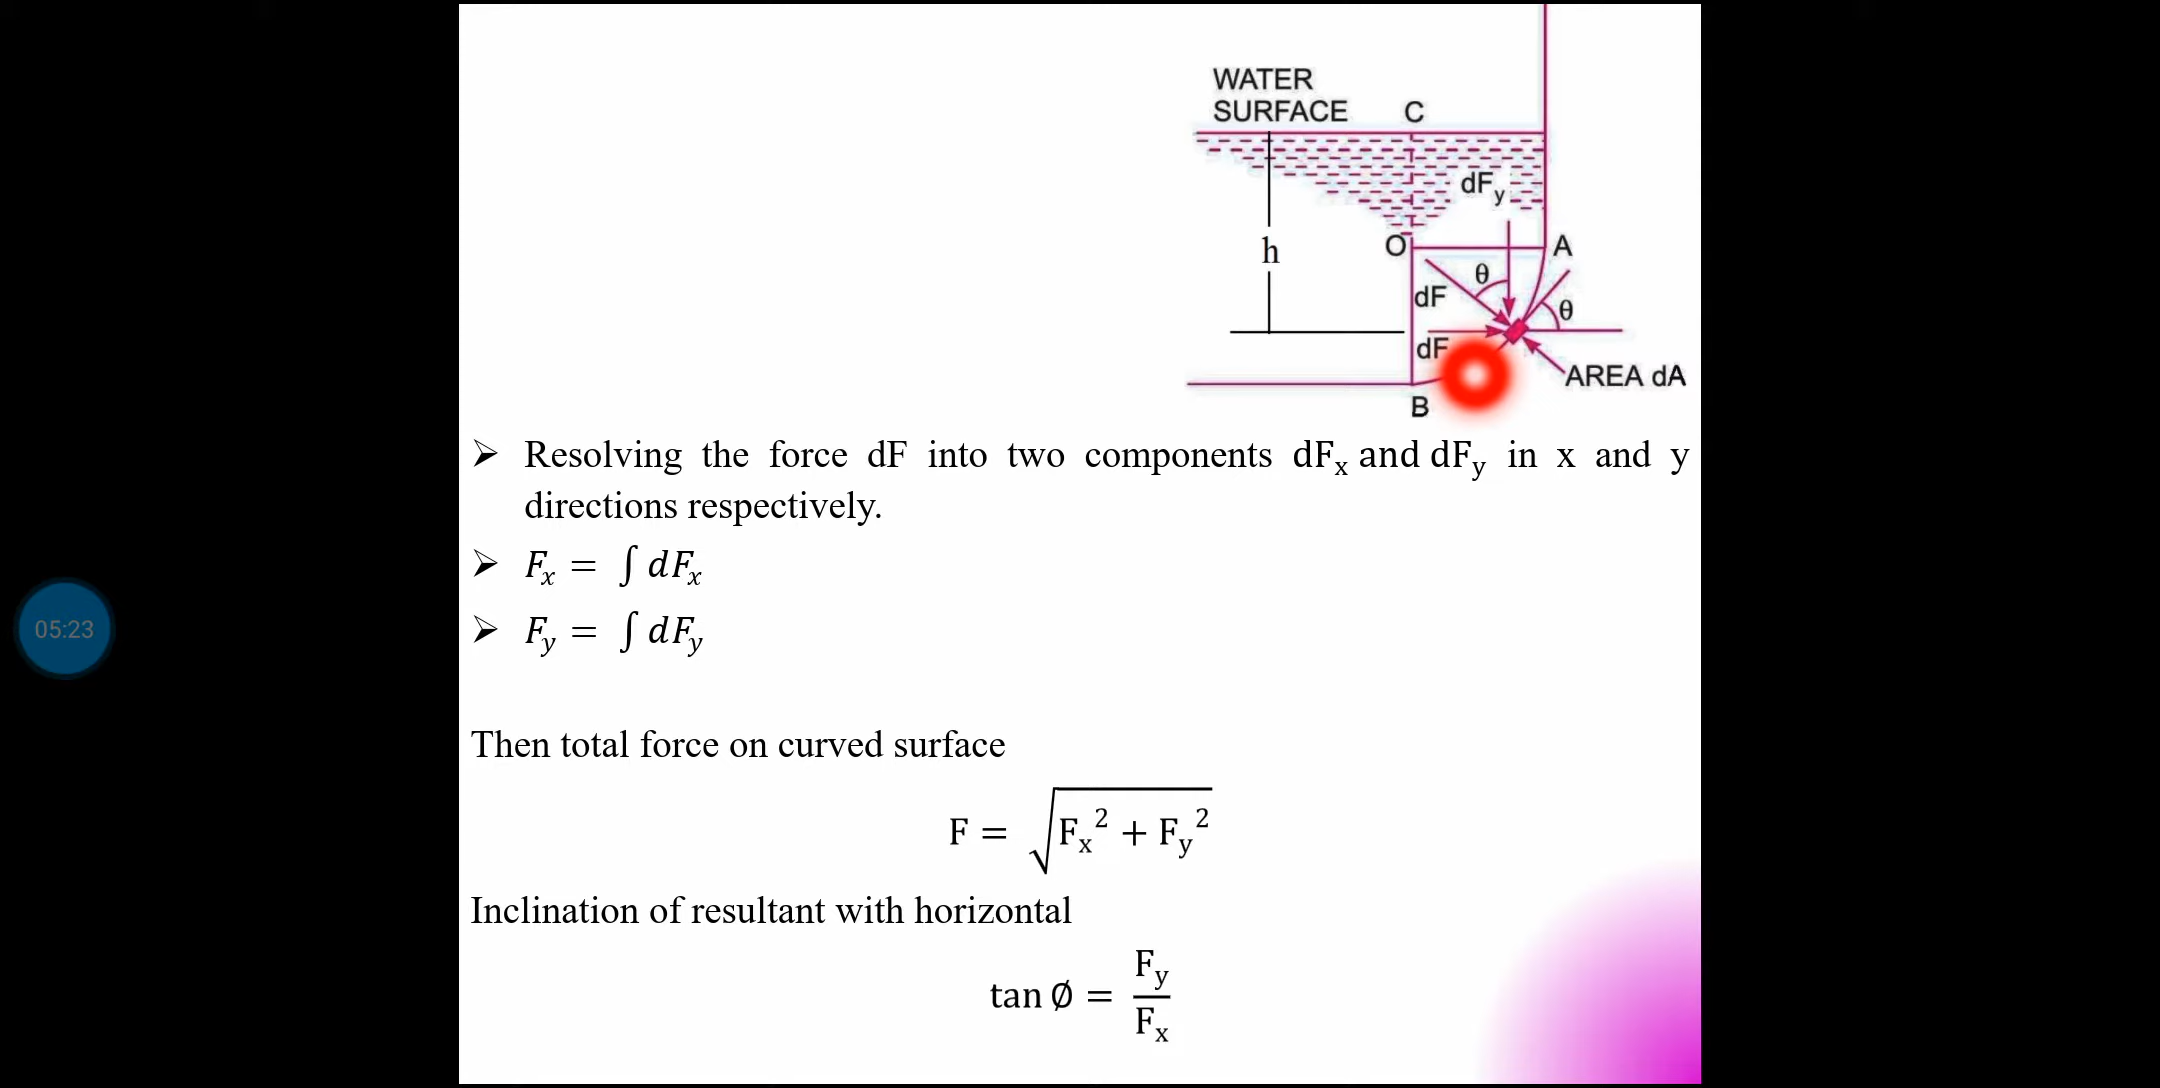 WATER
SURFACE
C
dFy
O
A
h
θ
dF
θ
dF
AREA dA
B
➢ Resolving the force dF into two components dFx and dFy in x and y
directions respectively.
➢ Fx = ∫ dFx
➢ Fy = ∫ dFy
05:23
Then total force on curved surface
F = √(Fx² + Fy²)
Inclination of resultant with horizontal
tan ∅ = Fy/Fx